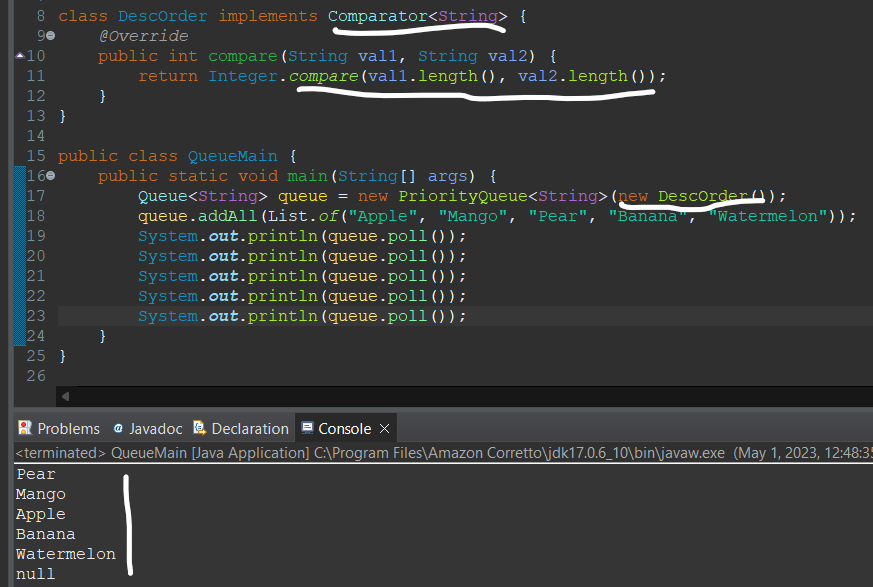 8 class DescOrder implements Comparator<String> {
9 @Override
10 public int compare(String val1, String val2) {
11 return Integer.compare(val1.length(), val2.length());
12 }
13 }
14
15 public class QueueMain {
16 public static void main(String[] args) {
17 Queue<String> queue = new PriorityQueue<String>(new DescOrder());
18 queue.addAll(List.of("Apple", "Mango", "Pear", "Banana", "Watermelon"));
19 System.out.println(queue.poll());
20 System.out.println(queue.poll());
21 System.out.println(queue.poll());
22 System.out.println(queue.poll());
23 System.out.println(queue.poll());
24 }
25 }
26
Problems Javadoc Declaration Console
<terminated> QueueMain [Java Application] C:\Program Files\Amazon Corretto\jdk17.0.6_10\bin\javaw.exe (May 1, 2023, 12:48:35
Pear
Mango
Apple
Banana
Watermelon
null